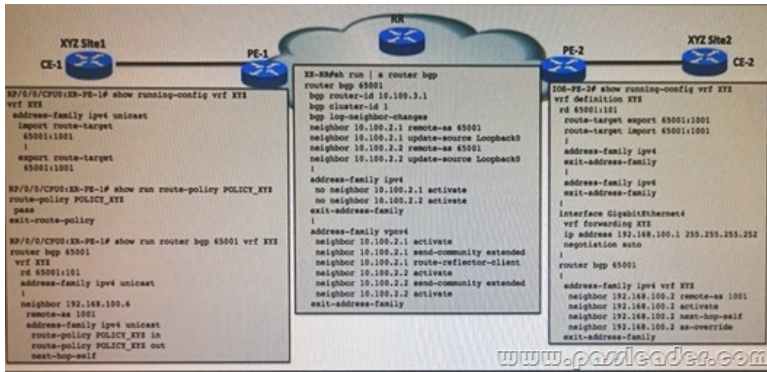 XYZ Site1
CE-1
PE-1
RR
PE-2
XYZ Site2
CE-2
RP/0/0/CPU0:XR-PE-1# show running-config vrf XYZ
vrf XYZ
address-family ipv4 unicast
import route-target
65001:1001
!
export route-target
65001:1001
RP/0/0/CPU0:XR-PE-1# show run route-policy POLICY_XYZ
route-policy POLICY_XYZ
pass
exit-route-policy
RP/0/0/CPU0:XR-PE-1# show run router bgp 65001 vrf XYZ
router bgp 65001
vrf XYZ
rd 65001:101
address-family ipv4 unicast
!
neighbor 192.168.100.6
remote-as 1001
address-family ipv4 unicast
route-policy POLICY_XYZ in
route-policy POLICY_XYZ out
next-hop-self
XE-RR#sh run | s router bgp
router bgp 65001
bgp router-id 10.100.3.1
bgp cluster-id 1
bgp log-neighbor-changes
neighbor 10.100.2.1 remote-as 65001
neighbor 10.100.2.1 update-source Loopback0
neighbor 10.100.2.2 remote-as 65001
neighbor 10.100.2.2 update-source Loopback0
!
address-family ipv4
no neighbor 10.100.2.1 activate
no neighbor 10.100.2.2 activate
exit-address-family
!
address-family vpnv4
neighbor 10.100.2.1 activate
neighbor 10.100.2.1 send-community extended
neighbor 10.100.2.1 route-reflector-client
neighbor 10.100.2.2 activate
neighbor 10.100.2.2 send-community extended
neighbor 10.100.2.2 activate
exit-address-family
IOS-PE-2# show running-config vrf XYZ
vrf definition XYZ
rd 65001:101
route-target export 65001:1001
route-target import 65001:1001
!
address-family ipv4
exit-address-family
!
address-family ipv6
exit-address-family
!
interface GigabitEthernet4
vrf forwarding XYZ
ip address 192.168.100.1 255.255.255.252
negotiation auto
!
router bgp 65001
!
address-family ipv4 vrf XYZ
neighbor 192.168.100.2 remote-as 1001
neighbor 192.168.100.2 activate
neighbor 192.168.100.2 next-hop-self
neighbor 192.168.100.2 as-override
exit-address-family
www.passleader.com